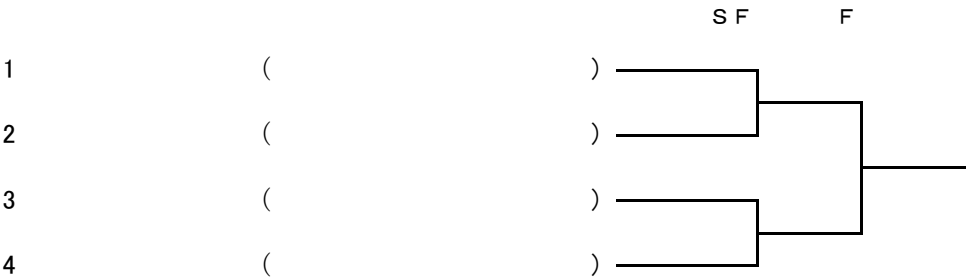 ＳＦ　Ｆ
1 (　)
2 (　)
3 (　)
4 (　)